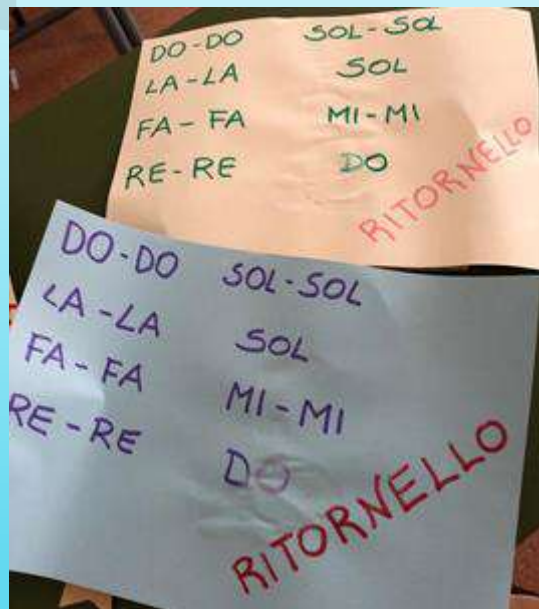 DO-DO SOL-SOL
LA-LA SOL
FA-FA MI-MI
RE-RE DO
RITORNELLO
DO-DO SOL-SOL
LA-LA SOL
FA-FA MI-MI
RE-RE DO
RITORNELLO